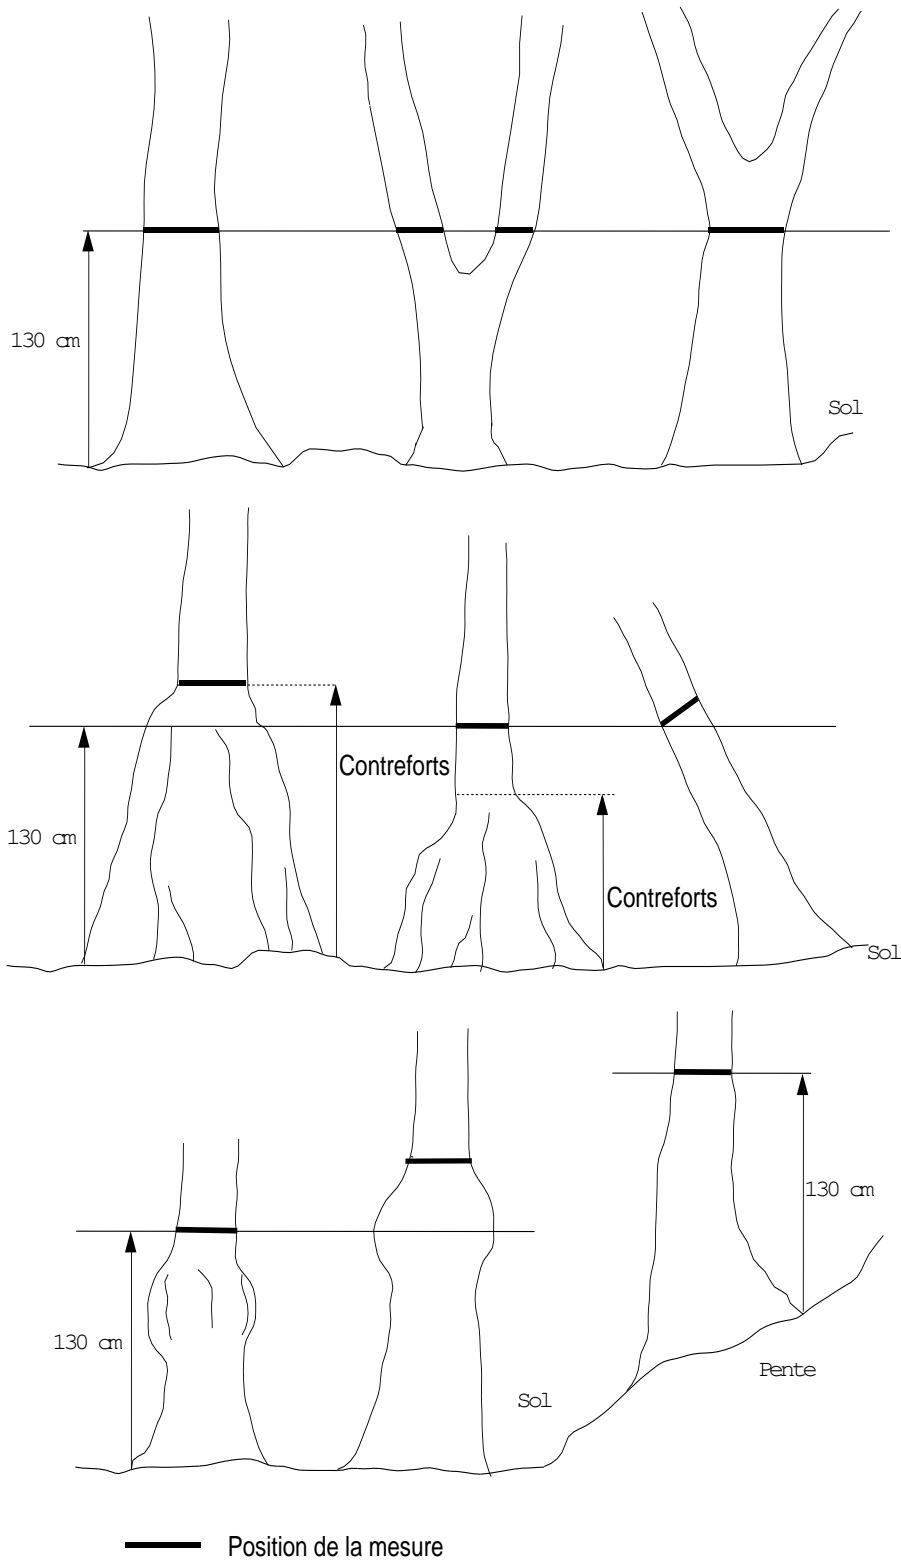 130 cm
Sol
Contreforts
130 cm
Contreforts
Sol
130 cm
130 cm
Pente
Sol
Position de la mesure